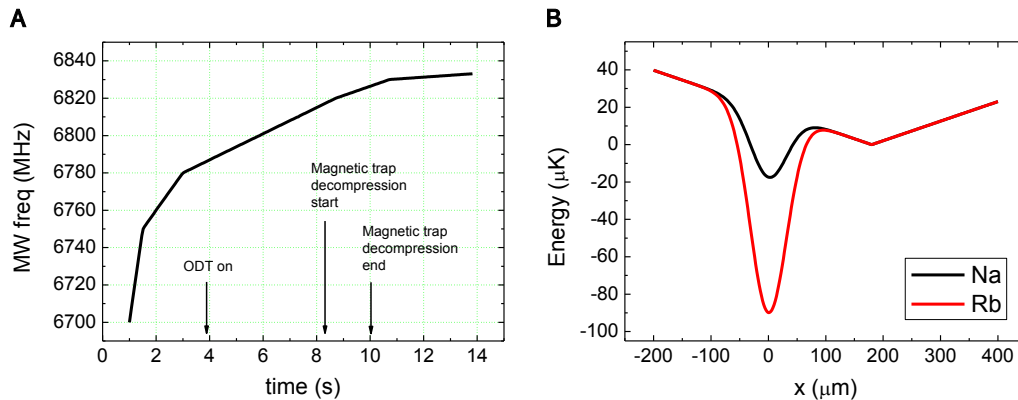 A
MW freq (MHz)
6840
6820
6800
6780
6760
6740
6720
6700
Magnetic trap
decompression
start
Magnetic trap
decompression
end
ODT on
0 2 4 6 8 10 12 14
time (s)
B
Energy (μK)
40
20
0
-20
-40
-60
-80
-100
Na
Rb
-200 -100 0 100 200 300 400
x (μm)